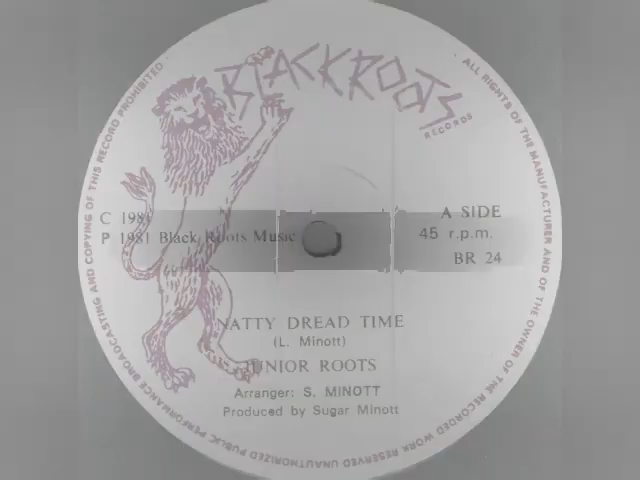 BLACK ROOTS
RECORDS
ALL RIGHTS OF THE MANUFACTURER AND OF THE OWNER OF THE RECORDED WORK RESERVED UNAUTHORIZED PUBLIC PERFORMANCE BROADCASTING AND COPYING OF THIS RECORD PROHIBITED
C 1981
P 1981 Black Roots Music
A SIDE
45 r.p.m.
BR 24
NATTY DREAD TIME
(L. Minott)
JUNIOR ROOTS
Arranger: S. MINOTT
Produced by Sugar Minott